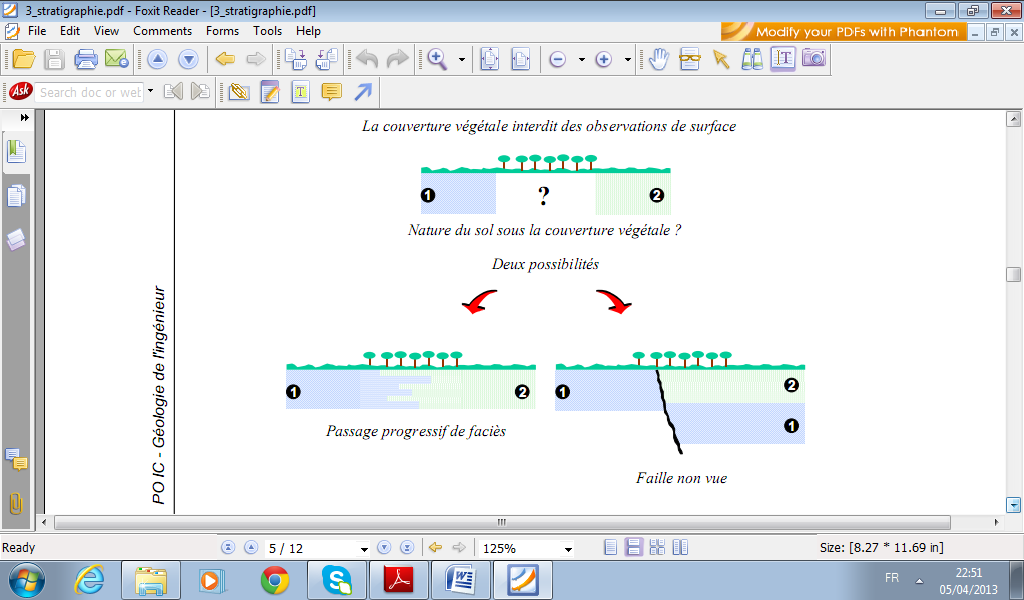 3_stratigraphie.pdf - Foxit Reader - [3_stratigraphie.pdf]
File Edit View Comments Forms Tools Help
Modify your PDFs with Phantom
Ask Search doc or wet
La couverture végétale interdit des observations de surface
1 ? 2
Nature du sol sous la couverture végétale ?
Deux possibilités
1 2 1 2
1
Passage progressif de faciès
Faille non vue
PO IC - Géologie de l'ingénieur
Ready 5 / 12 125% Size: [8.27 * 11.69 in]
FR 22:51
05/04/2013